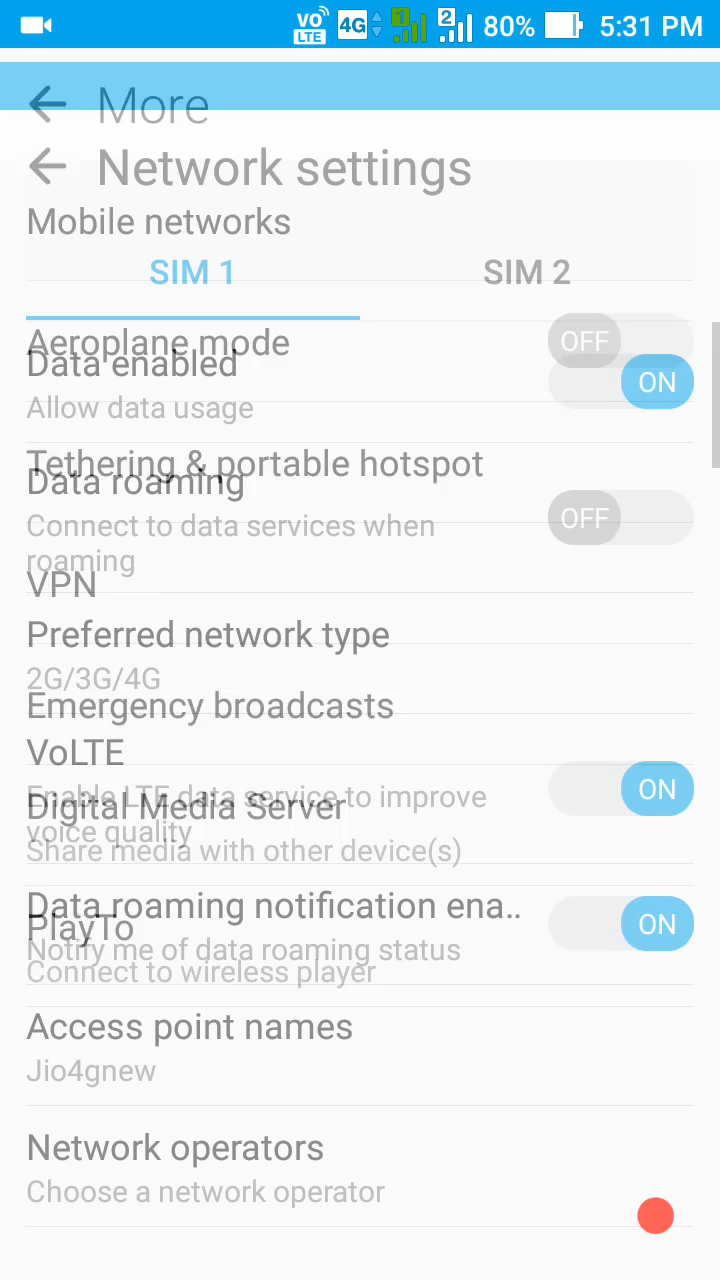 VO LTE 4G 1 2 80% 5:31 PM
More
Network settings
Mobile networks
SIM 1 SIM 2
Aeroplane mode OFF
Data enabled ON
Allow data usage
Tethering & portable hotspot
Data roaming
Connect to data services when OFF
roaming
VPN
Preferred network type
2G/3G/4G
Emergency broadcasts
VoLTE
Enable LTE data service to improve ON
Digital Media Server
voice quality
Share media with other device(s)
Data roaming notification ena.. ON
PlayTo
Notify me of data roaming status
Connect to wireless player
Access point names
Jio4gnew
Network operators
Choose a network operator